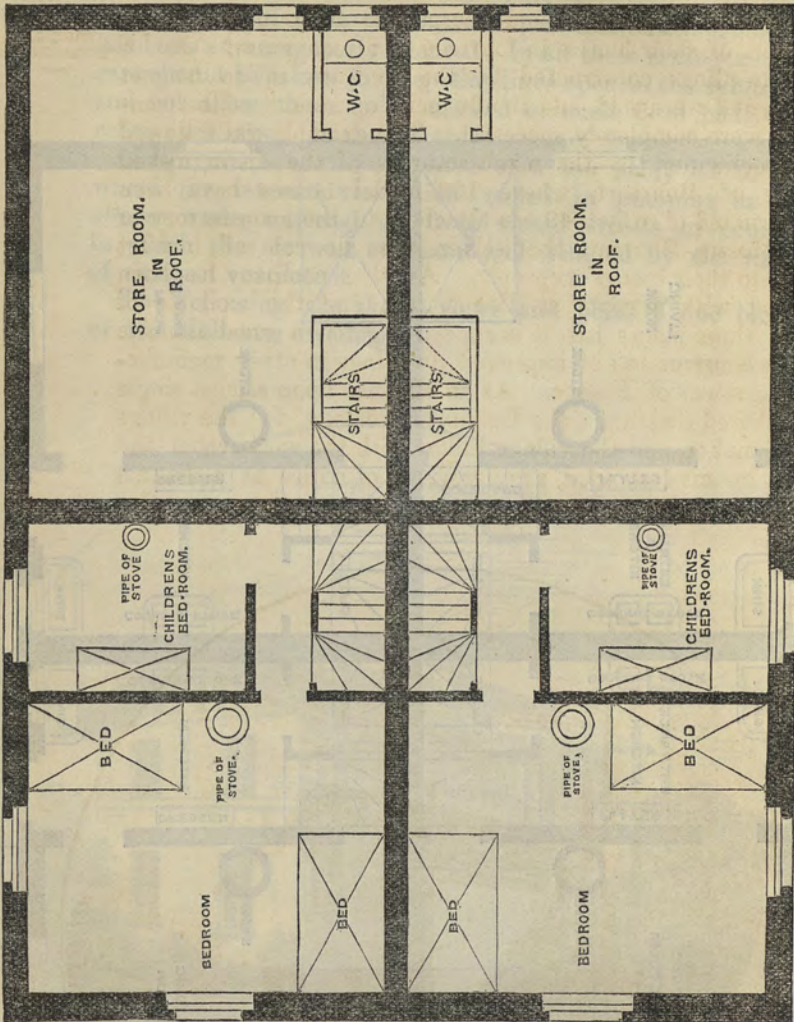 W.C
W.C
STORE ROOM.
IN
ROOE.
STORE ROOM.
IN
ROOF.
STAIRS
STAIRS
PIPE OF
STOVE
CHILDRENS
BED-ROOM.
PIPE OF
STOVE
CHILDRENS
BED-ROOM.
BED
PIPE OF
STOVE.
PIPE OF
STOVE.
BED
BEDROOM
BED
BED
BEDROOM